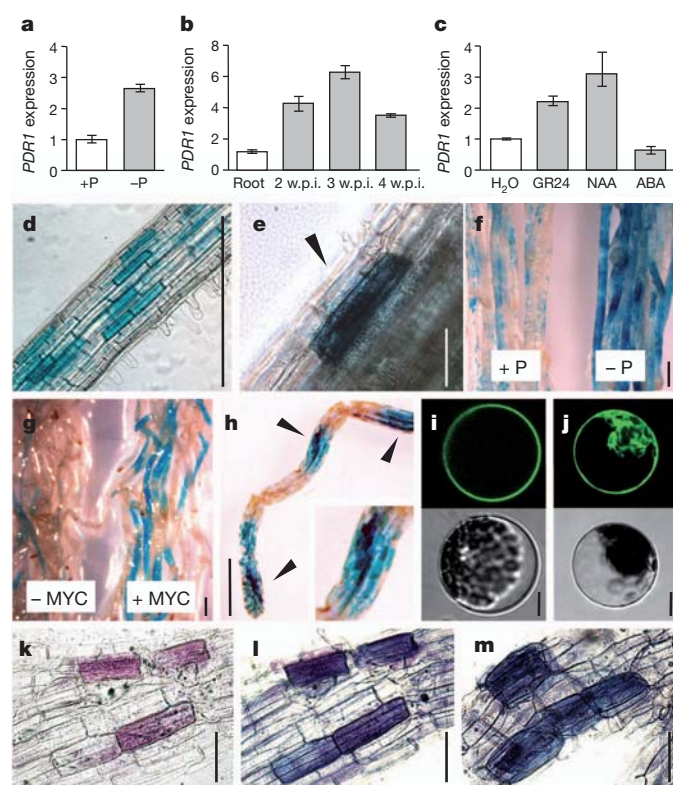 a b c
PDR1 expression
4
3
2
1
0
+P −P
PDR1 expression
8
6
4
2
0
Root 2 w.p.i. 3 w.p.i. 4 w.p.i.
PDR1 expression
4
3
2
1
0
H2O GR24 NAA ABA
d e f
+ P − P
g h i j
− MYC + MYC
k l m